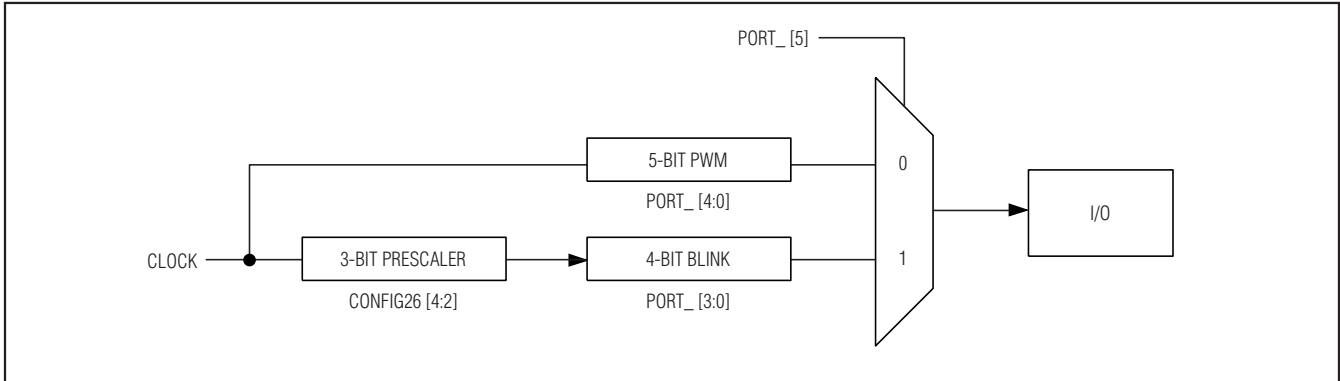 PORT_ [5]
5-BIT PWM
0
PORT_ [4:0]
I/O
CLOCK
3-BIT PRESCALER
4-BIT BLINK
1
CONFIG26 [4:2]
PORT_ [3:0]